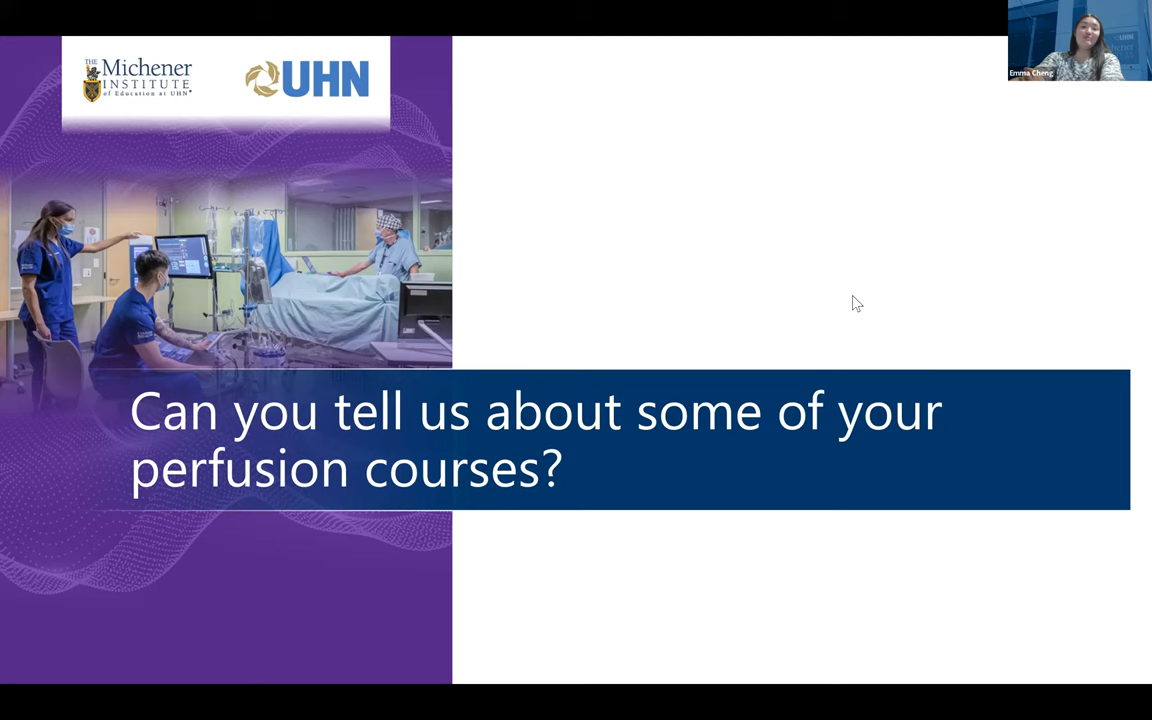 THE
Michener
INSTITUTE
of Education at UHN
UHN
Emma Cheng
Can you tell us about some of your
perfusion courses?